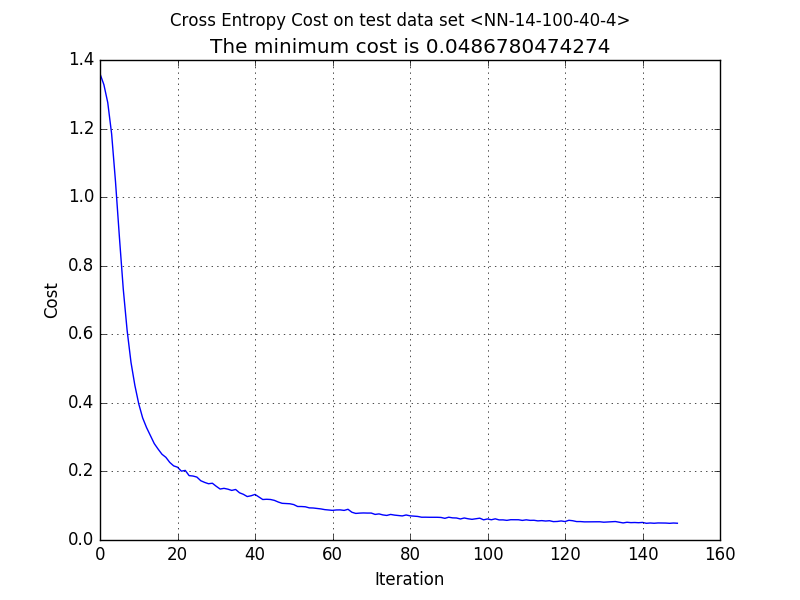 Cross Entropy Cost on test data set <NN-14-100-40-4>
The minimum cost is 0.0486780474274
1.4
1.2
1.0
0.8
0.6
0.4
0.2
0.0
Cost
0 20 40 60 80 100 120 140 160
Iteration